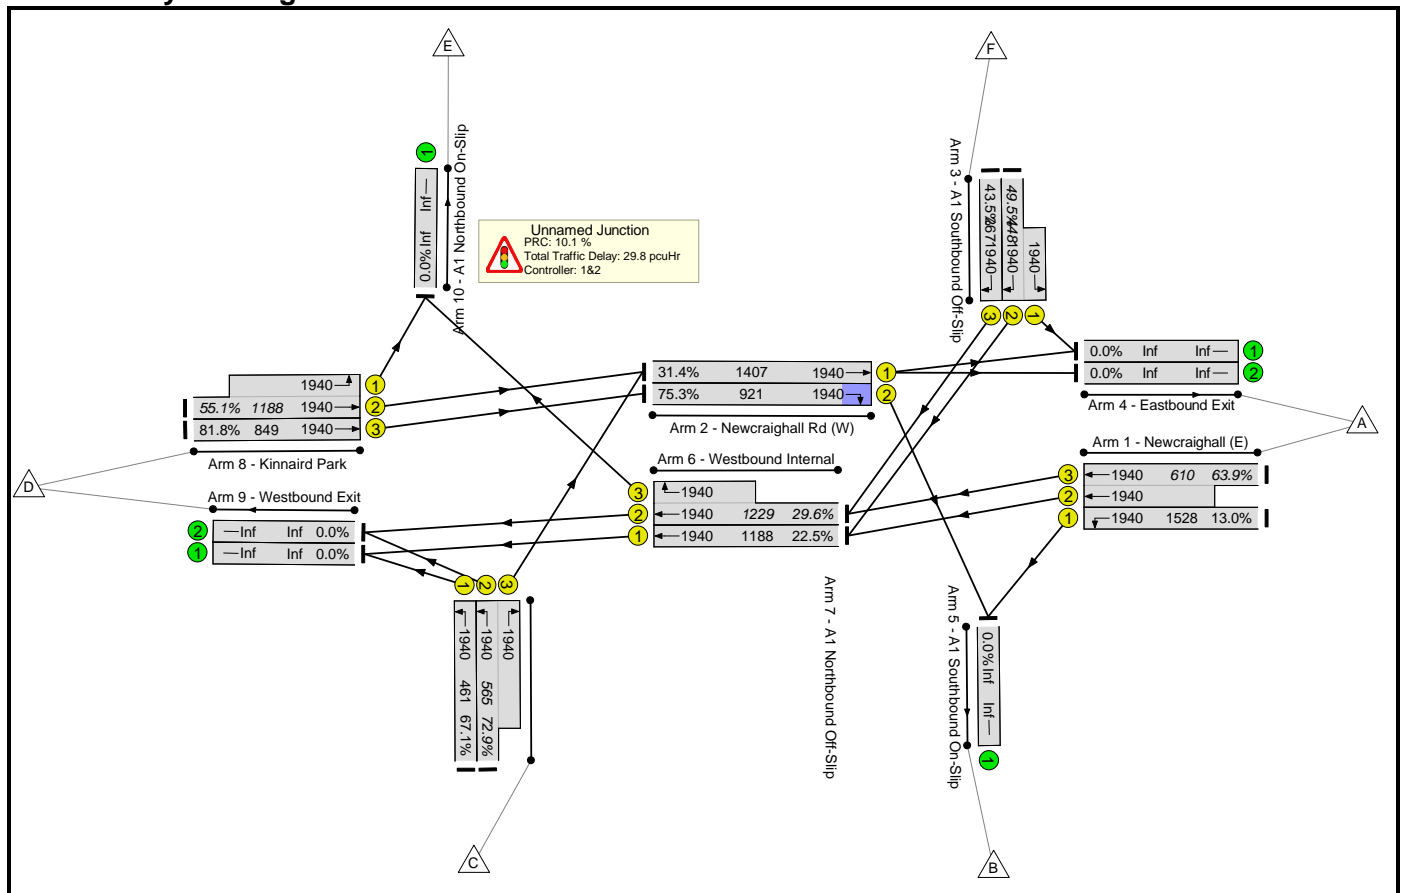 E
F
Arm 10 - A1 Northbound On-Slip
1
Inf
0.0% Inf
Unnamed Junction
PRC: 10.1 %
Total Traffic Delay: 29.8 pcuHr
Controller: 1&2
Arm 3 - A1 Southbound Off-Slip
43.5% 267 1940
49.5% 1940
1940
3
2
1
1940 1
55.1% 1188 1940 2
81.8% 849 1940 3
Arm 8 - Kinnaird Park
31.4% 1407 1940 1
75.3% 921 1940 2
Arm 2 - Newcraighall Rd (W)
0.0% Inf Inf 1
0.0% Inf Inf 2
Arm 4 - Eastbound Exit
A
D
Arm 9 - Westbound Exit
2 Inf Inf 0.0%
1 Inf Inf 0.0%
Arm 6 - Westbound Internal
3 1940
2 1940 1229 29.6%
1 1940 1188 22.5%
Arm 1 - Newcraighall (E)
3 1940 610 63.9%
2 1940
1 1940 1528 13.0%
1
2
3
1940 461 67.1%
1940 565 72.9%
1940
Arm 7 - A1 Northbound Off-Slip
Arm 5 - A1 Southbound On-Slip
0.0% Inf Inf
1
C
B